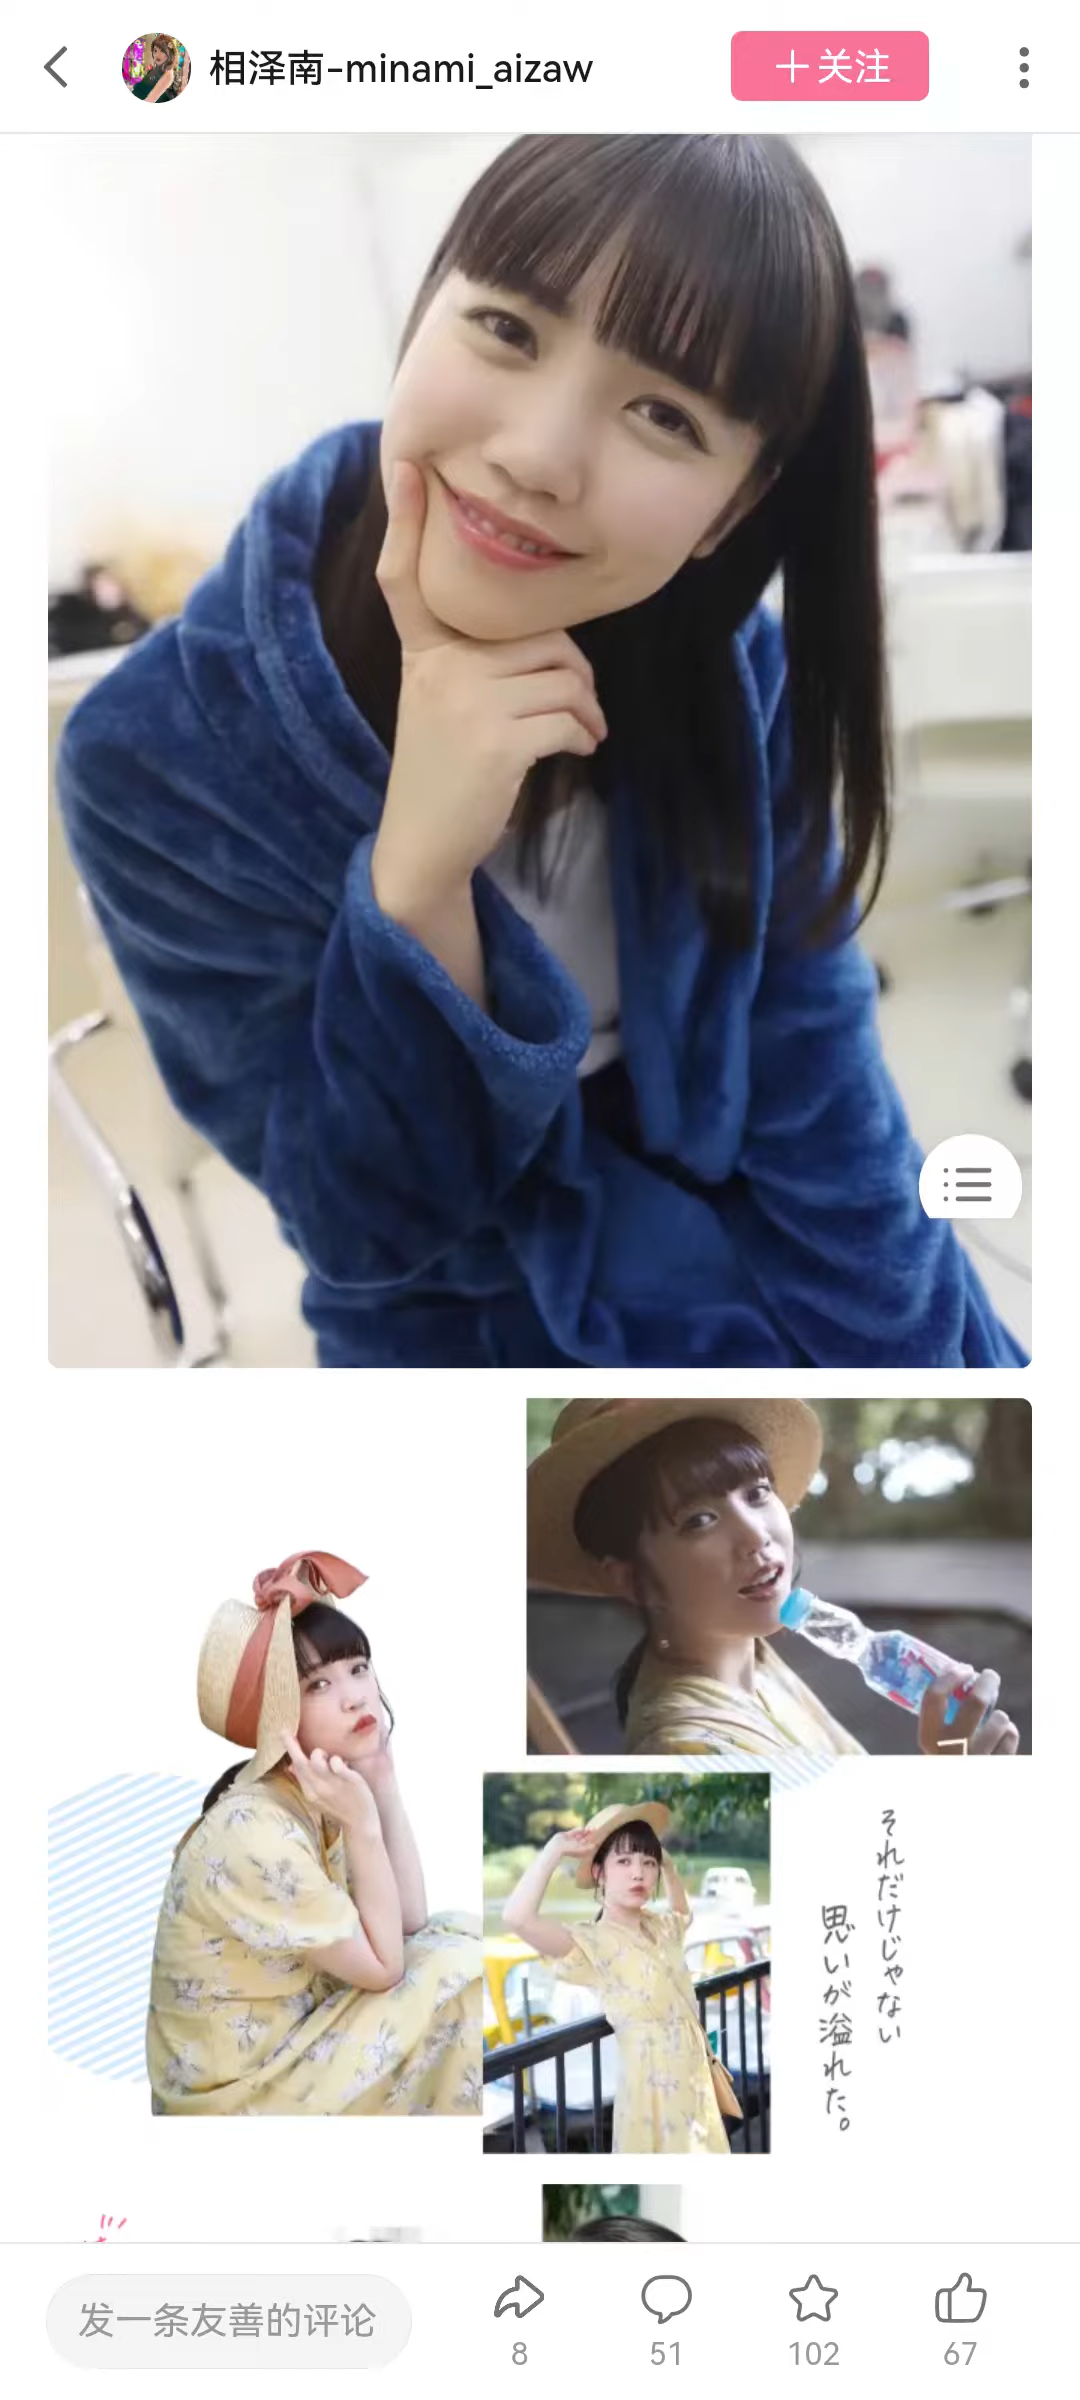 相泽南-minami_aizaw
+关注
それだけじゃない
思いが溢れた。
发一条友善的评论
8
51
102
67